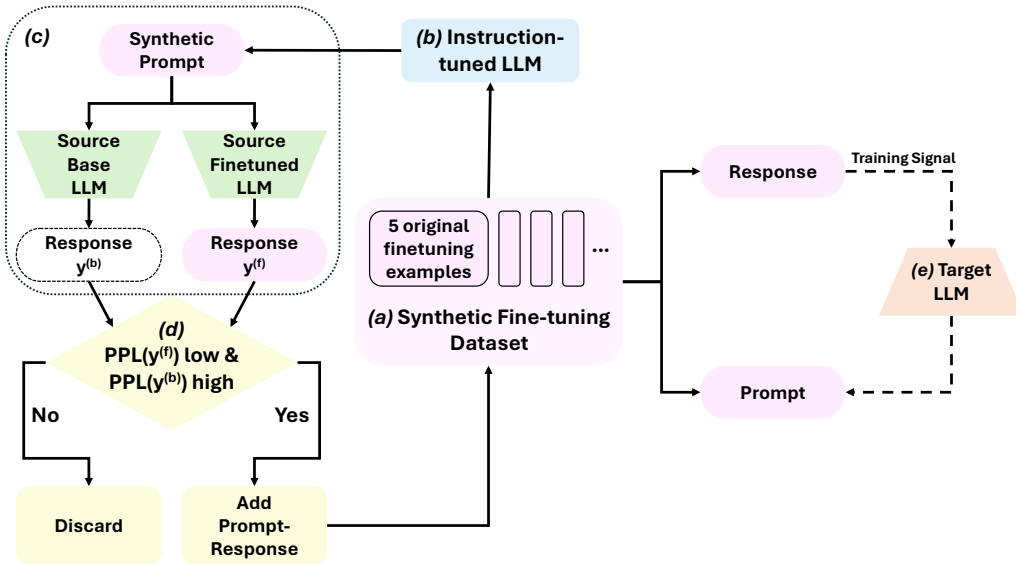 (c)
Synthetic
Prompt
(b) Instruction-
tuned LLM
Source
Base
LLM
Source
Finetuned
LLM
Response
y(b)
Response
y(f)
5 original
finetuning
examples
...
(a) Synthetic Fine-tuning
Dataset
Response
Training Signal
(e) Target
LLM
Prompt
(d)
PPL(y(f)) low &
PPL(y(b)) high
No
Yes
Discard
Add
Prompt-
Response